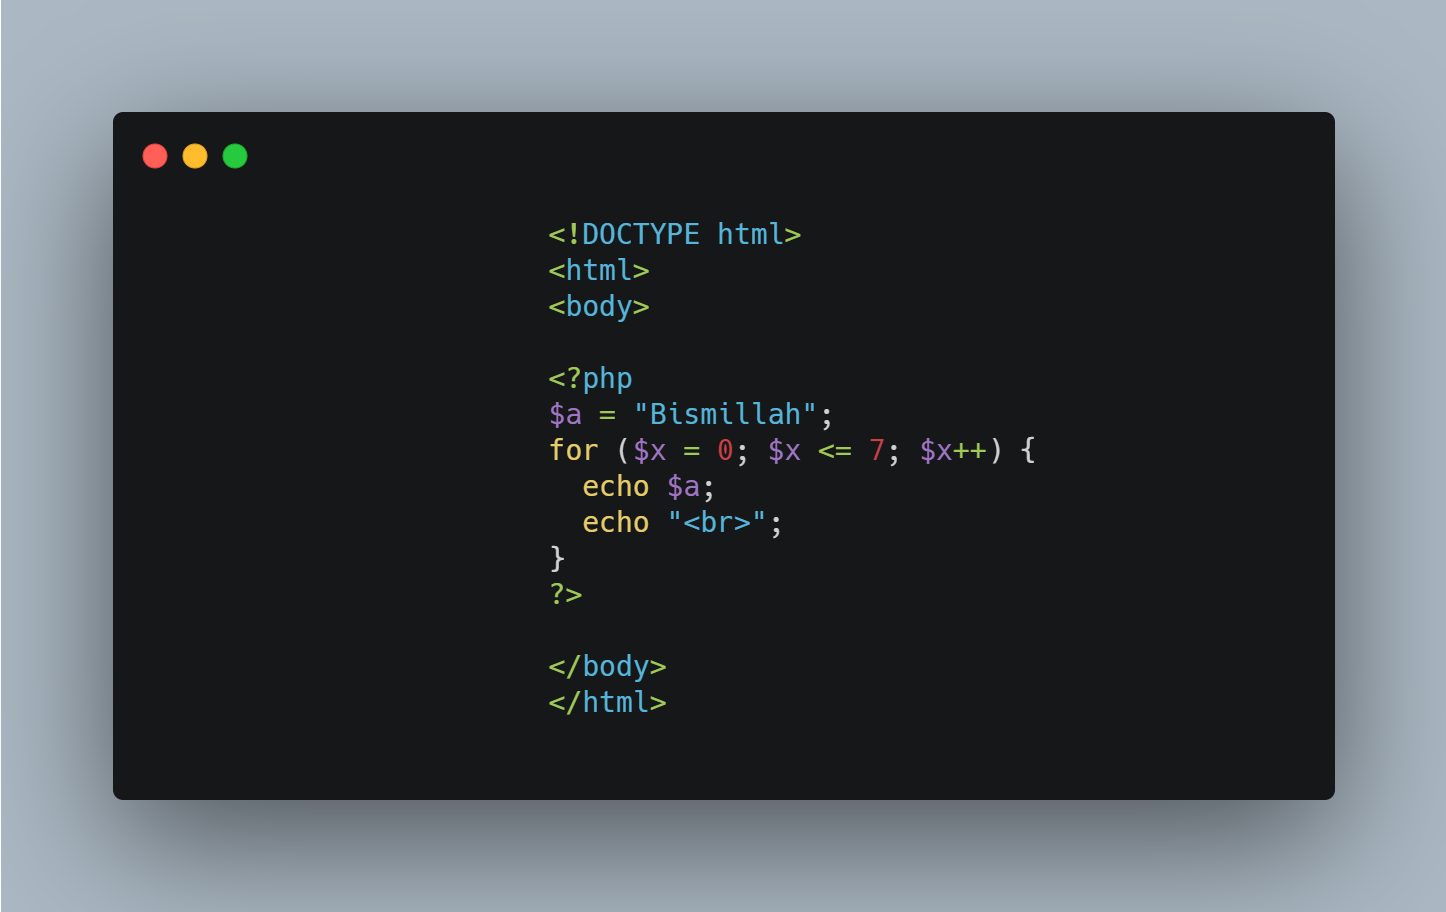 <!DOCTYPE html>
<html>
<body>

<?php
$a = "Bismillah";
for ($x = 0; $x <= 7; $x++) {
  echo $a;
  echo "<br>";
}
?>

</body>
</html>